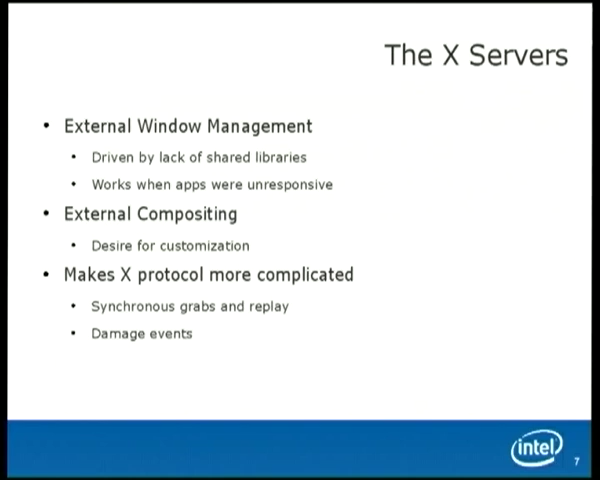 The X Servers
• External Window Management
• Driven by lack of shared libraries
• Works when apps were unresponsive
• External Compositing
• Desire for customization
• Makes X protocol more complicated
• Synchronous grabs and replay
• Damage events
intel
7